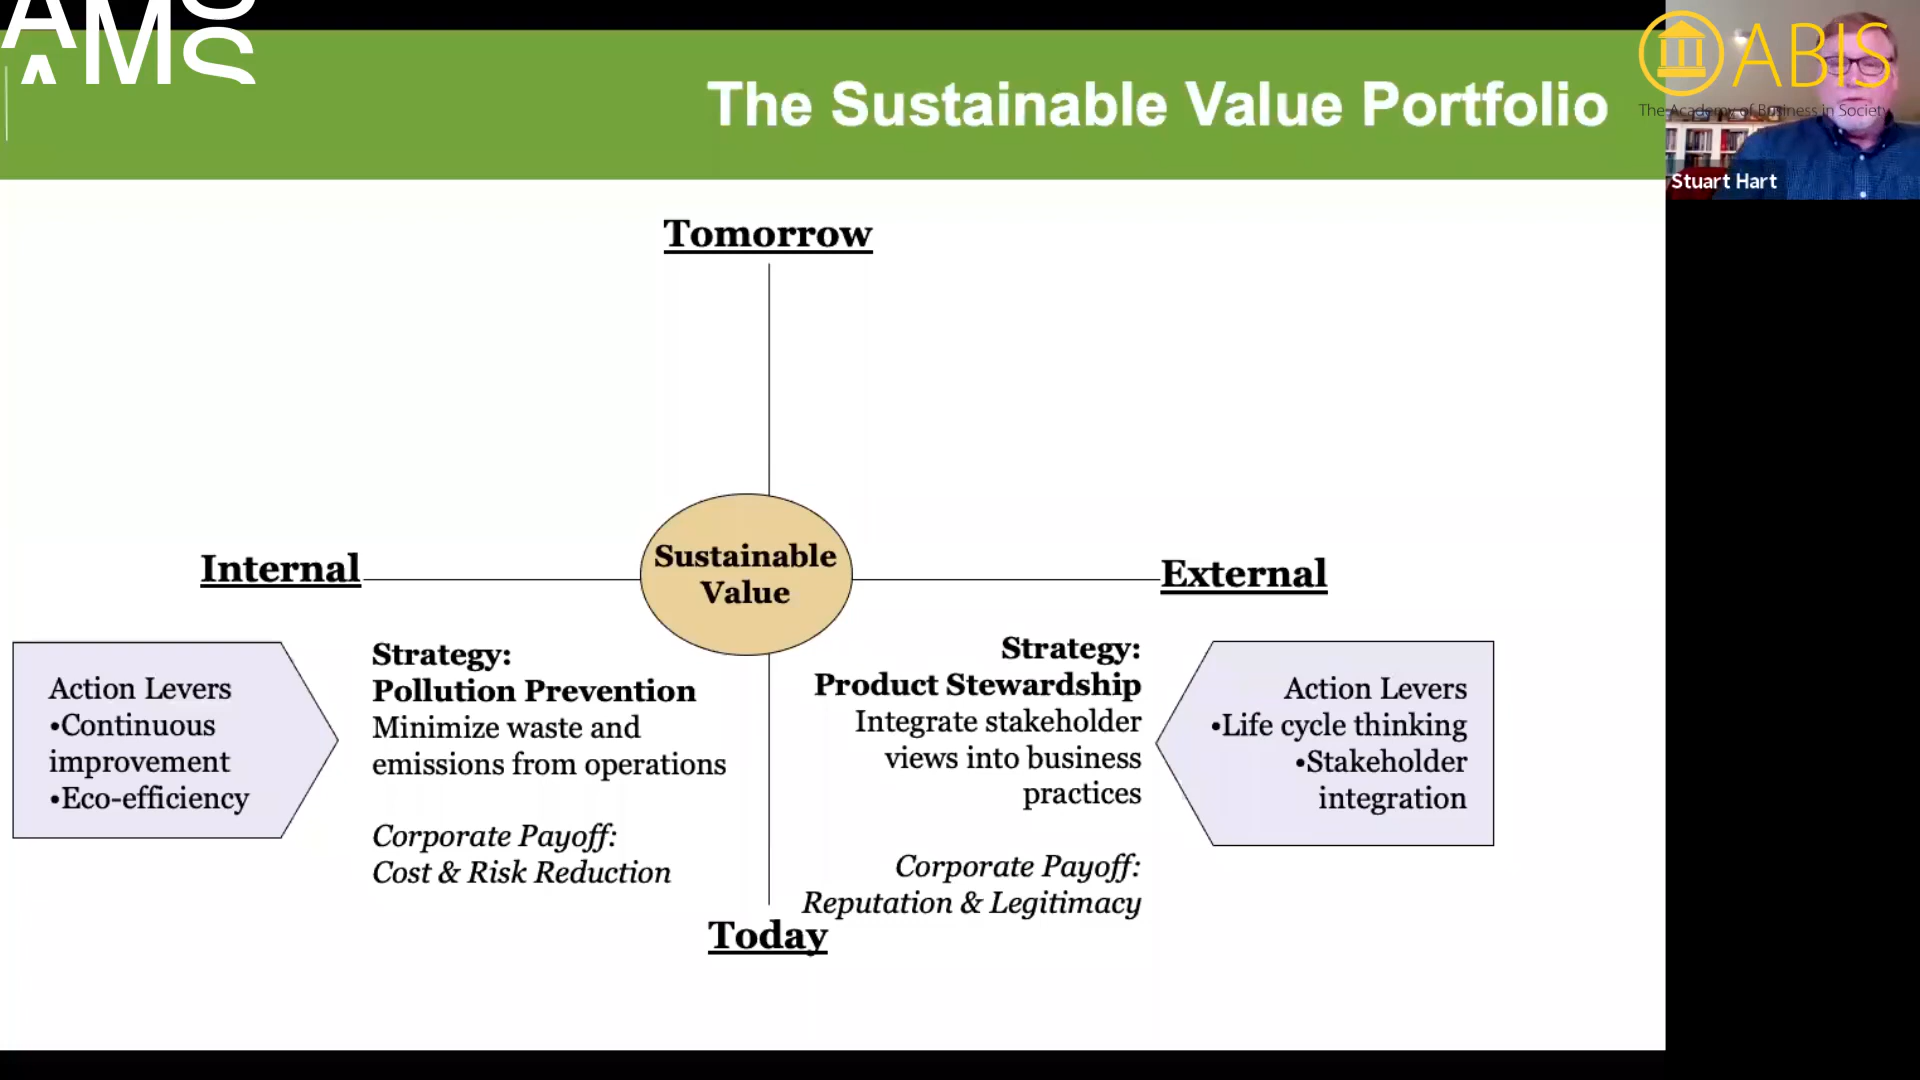 AMS
AMS
The Sustainable Value Portfolio
ABIS
The Academy of Business in Society
Stuart Hart
Tomorrow
Sustainable
Value
Internal
External
Action Levers
•Continuous
improvement
•Eco-efficiency
Strategy:
Pollution Prevention
Minimize waste and
emissions from operations
Corporate Payoff:
Cost & Risk Reduction
Strategy:
Product Stewardship
Integrate stakeholder
views into business
practices
Corporate Payoff:
Reputation & Legitimacy
Action Levers
•Life cycle thinking
•Stakeholder
integration
Today